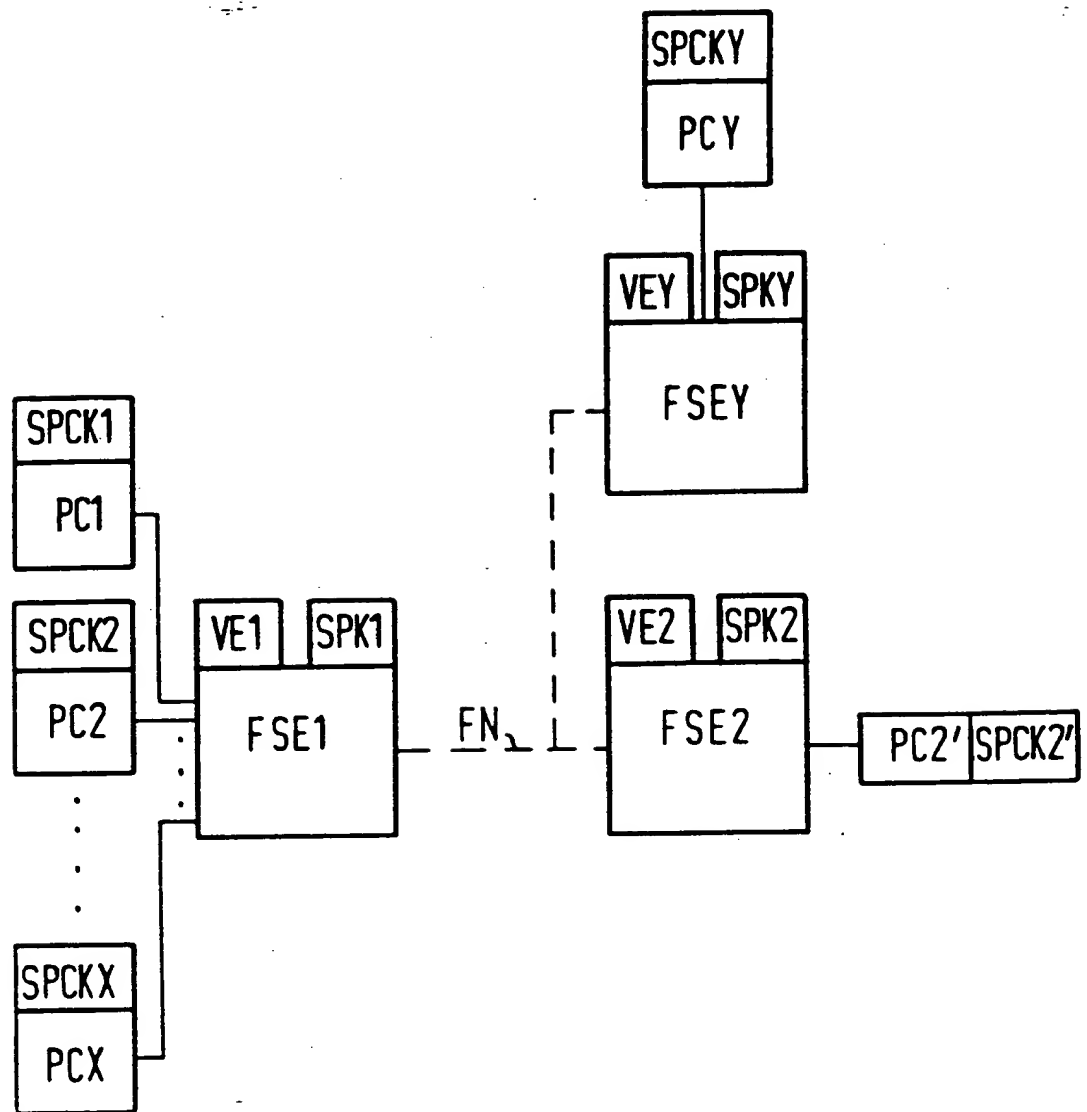 SPCKY
PCY
VEY SPKY
FSEY
SPCK1
PC1
SPCK2
PC2
VE1 SPK1
FSE1
FN
VE2 SPK2
FSE2
PC2' SPCK2'
SPCKX
PCX